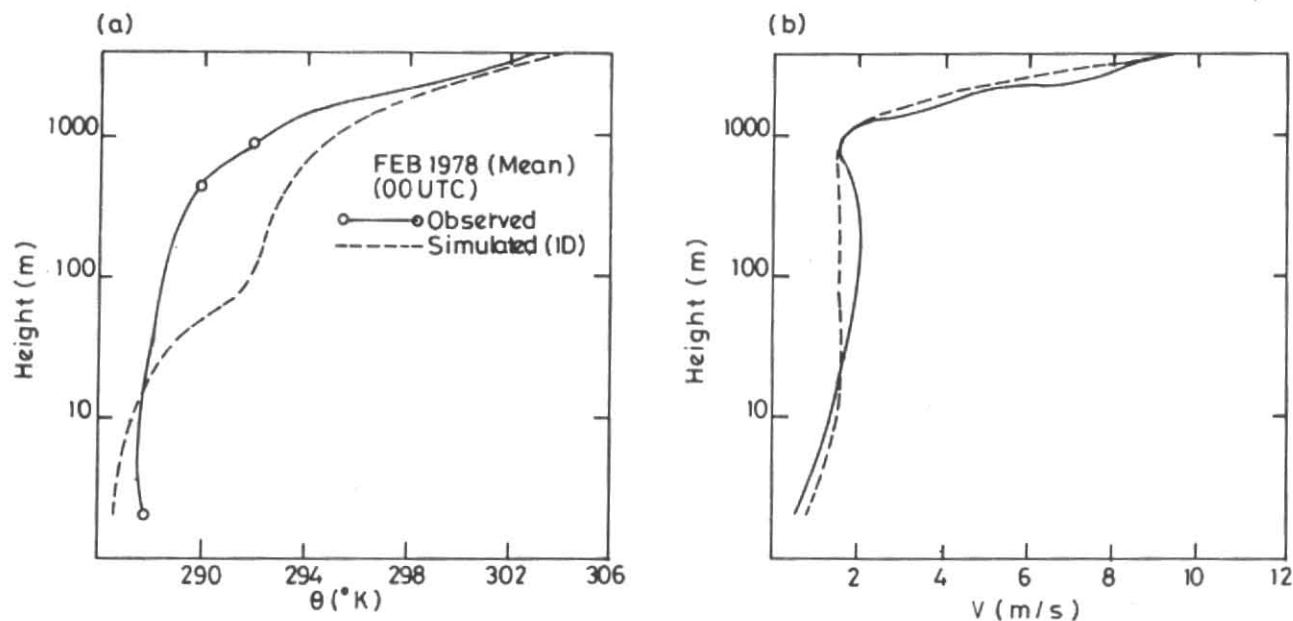 (a)
1000
100
10
Height (m)
FEB 1978 (Mean)
(00 UTC)
Observed
Simulated (1D)
290 294 298 302 306
θ (°K)
(b)
1000
100
10
Height (m)
2 4 6 8 10 12
V (m/s)